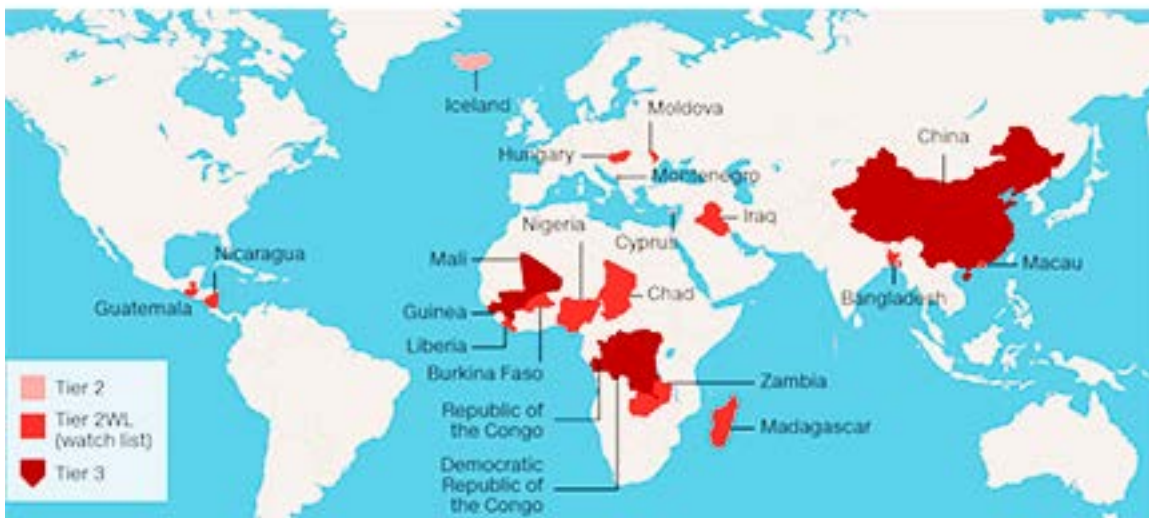 Iceland
Moldova
Hungary
China
Montenegro
Nigeria
Iraq
Cyprus
Nicaragua
Mali
Macau
Chad
Bangladesh
Guatemala
Guinea
Liberia
Burkina Faso
Zambia
Republic of
the Congo
Madagascar
Democratic
Republic of
the Congo
Tier 2
Tier 2WL
(watch list)
Tier 3